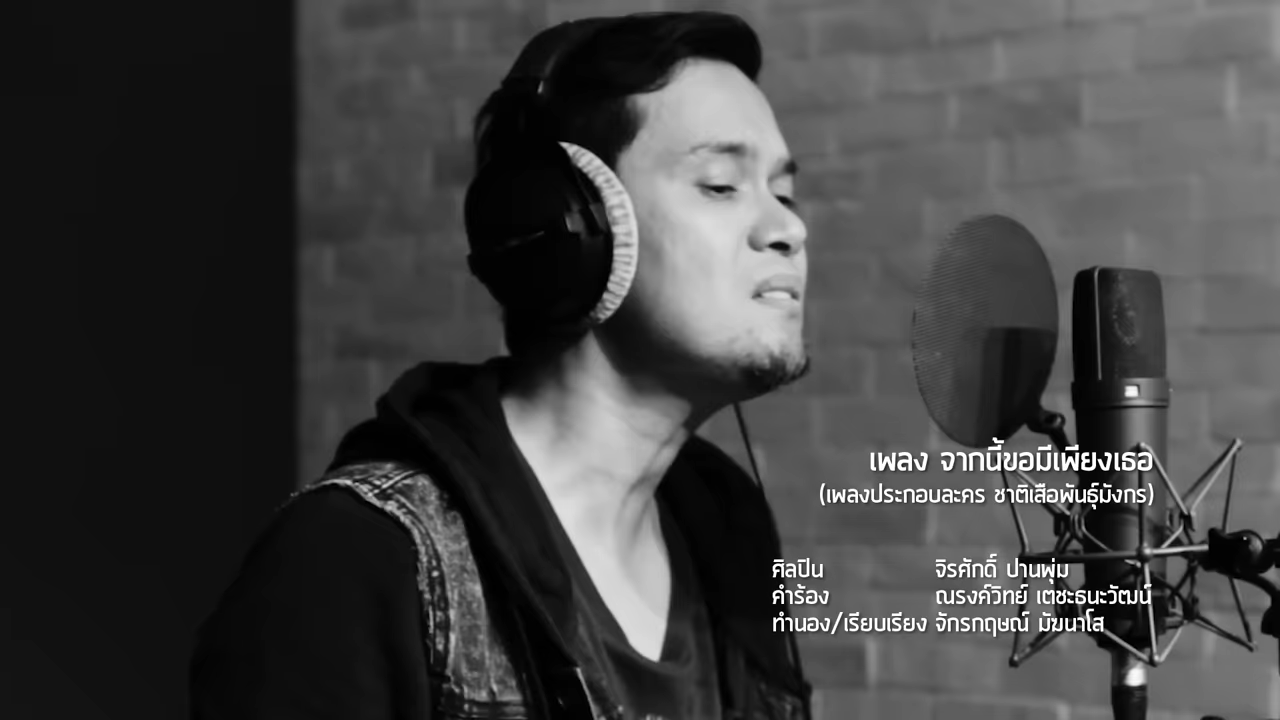 เพลง จากนี้ขอมีเพียงเธอ
(เพลงประกอบละคร ชาติเสือพันธุ์มังกร)
ศิลปิน จิรศักดิ์ ปานพุ่ม
คำร้อง ณรงค์วิทย์ เตชะธนะวัฒน์
ทำนอง/เรียบเรียง จักรกฤษณ์ มัฆนาโส